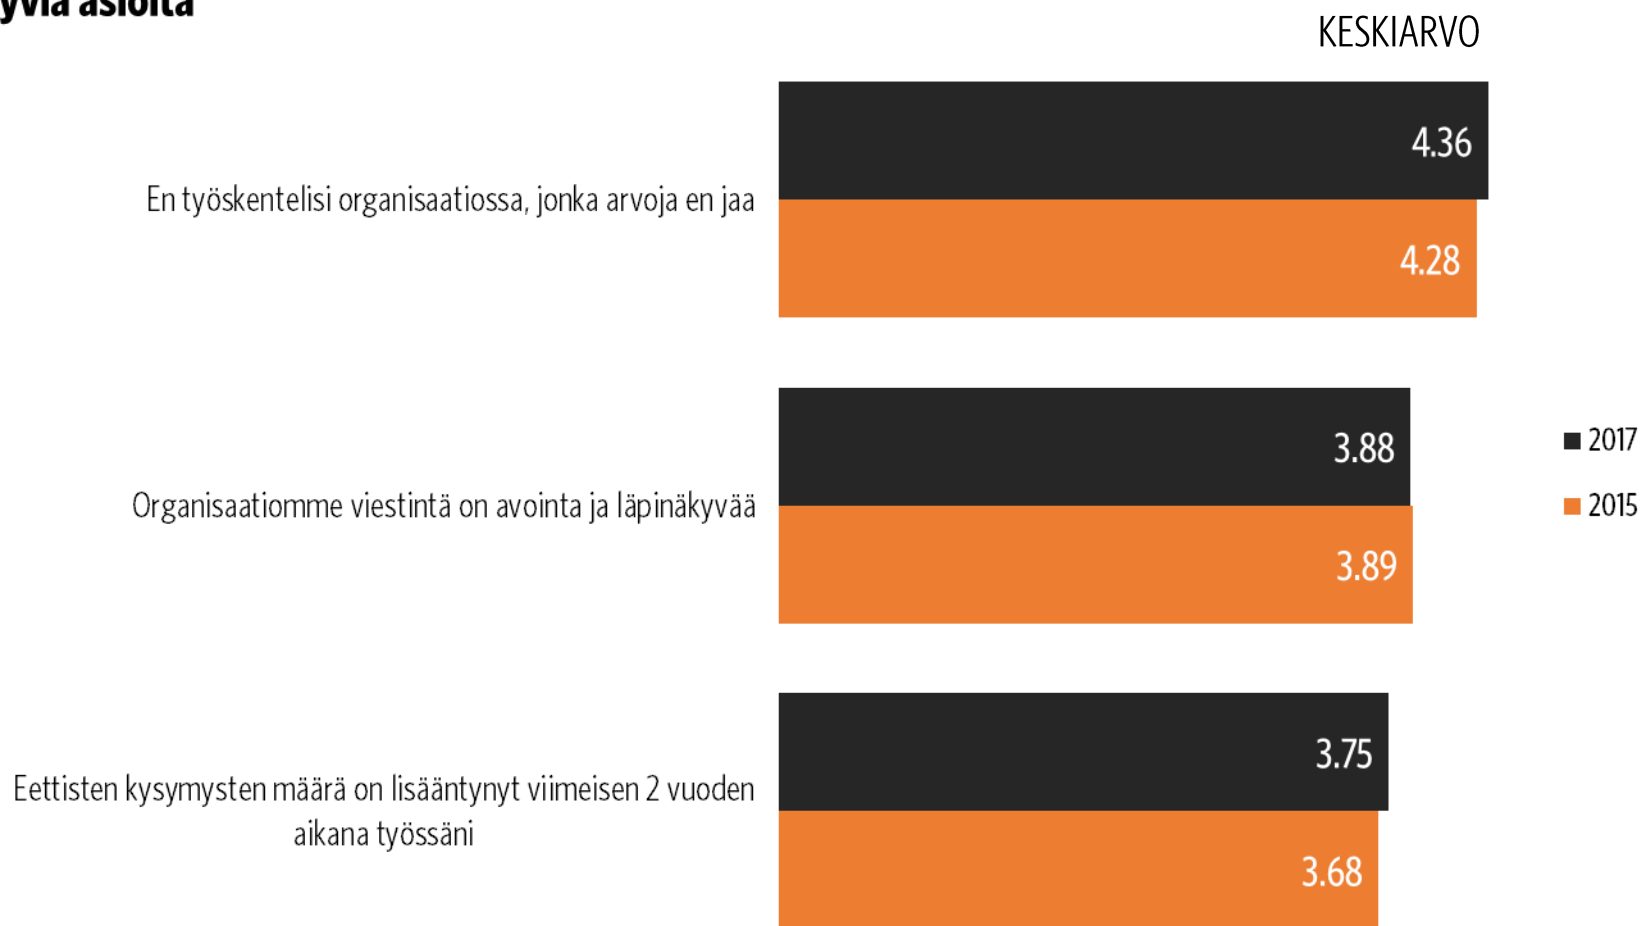 asioita
KESKIARVO
4.36
En työskentelisi organisaatiossa, jonka arvoja en jaa
4.28
3.88
2017
Organisaatiomme viestintä on avointa ja läpinäkyvää
2015
3.89
3.75
Eettisten kysymysten määrä on lisääntynyt viimeisen 2 vuoden
aikana työssäni
3.68